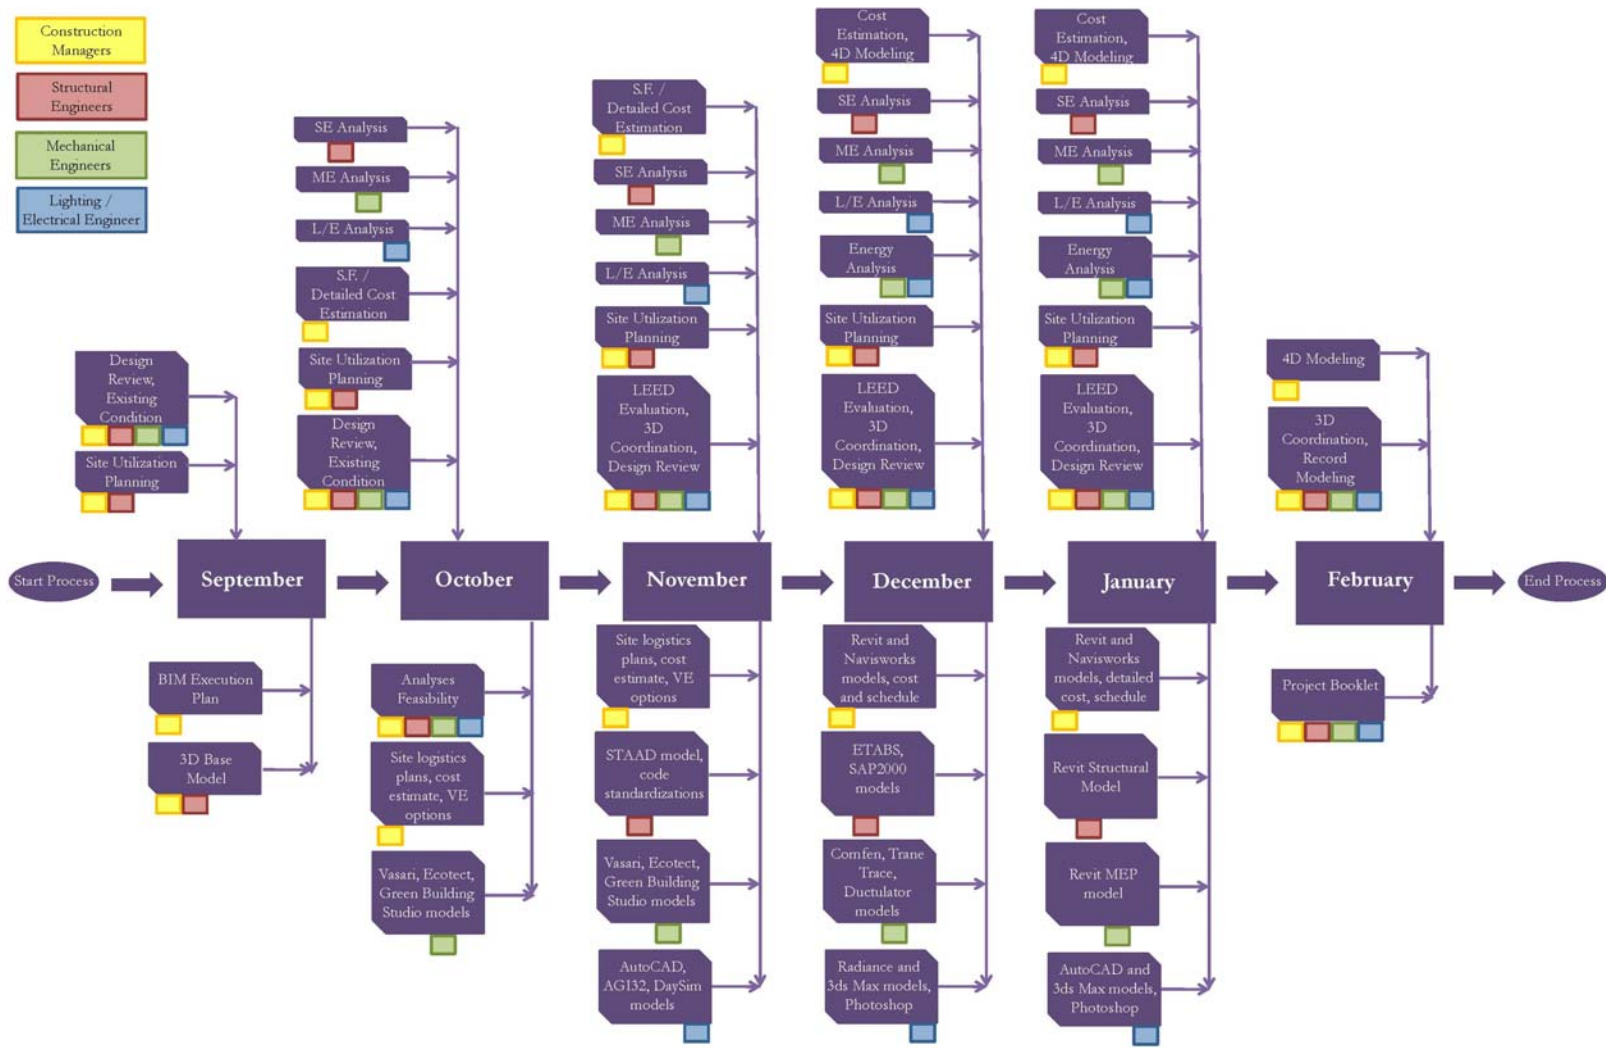 Construction
Managers
Structural
Engineers
Mechanical
Engineers
Lighting /
Electrical Engineer
Design
Review,
Existing
Condition
Site Utilization
Planning
SE Analysis
ME Analysis
L/E Analysis
S.F. /
Detailed Cost
Estimation
Site Utilization
Planning
Design
Review,
Existing
Condition
S.F. /
Detailed Cost
Estimation
SE Analysis
ME Analysis
L/E Analysis
Site Utilization
Planning
LEED
Evaluation,
3D
Coordination,
Design Review
Cost
Estimation,
4D Modeling
SE Analysis
ME Analysis
L/E Analysis
Energy
Analysis
Site Utilization
Planning
LEED
Evaluation,
3D
Coordination,
Design Review
Cost
Estimation,
4D Modeling
SE Analysis
ME Analysis
L/E Analysis
Energy
Analysis
Site Utilization
Planning
LEED
Evaluation,
3D
Coordination,
Design Review
4D Modeling
3D
Coordination,
Record
Modeling
Start Process
September
October
November
December
January
February
End Process
BIM Execution
Plan
3D Base
Model
Analyses
Feasibility
Site logistics
plans, cost
estimate, VE
options
Vasari, Ecotect,
Green Building
Studio models
Site logistics
plans, cost
estimate, VE
options
STAAD model,
code
standardizations
Vasari, Ecotect,
Green Building
Studio models
AutoCAD,
AGI32, DaySim
models
Revit and
Navisworks
models, cost
and schedule
ETABS,
SAP2000
models
Comfen, Trane
Trace,
Ductulator
models
Radiance and
3ds Max models,
Photoshop
Revit and
Navisworks
models, detailed
cost, schedule
Revit Structural
Model
Revit MEP
model
AutoCAD and
3ds Max models,
Photoshop
Project Booklet